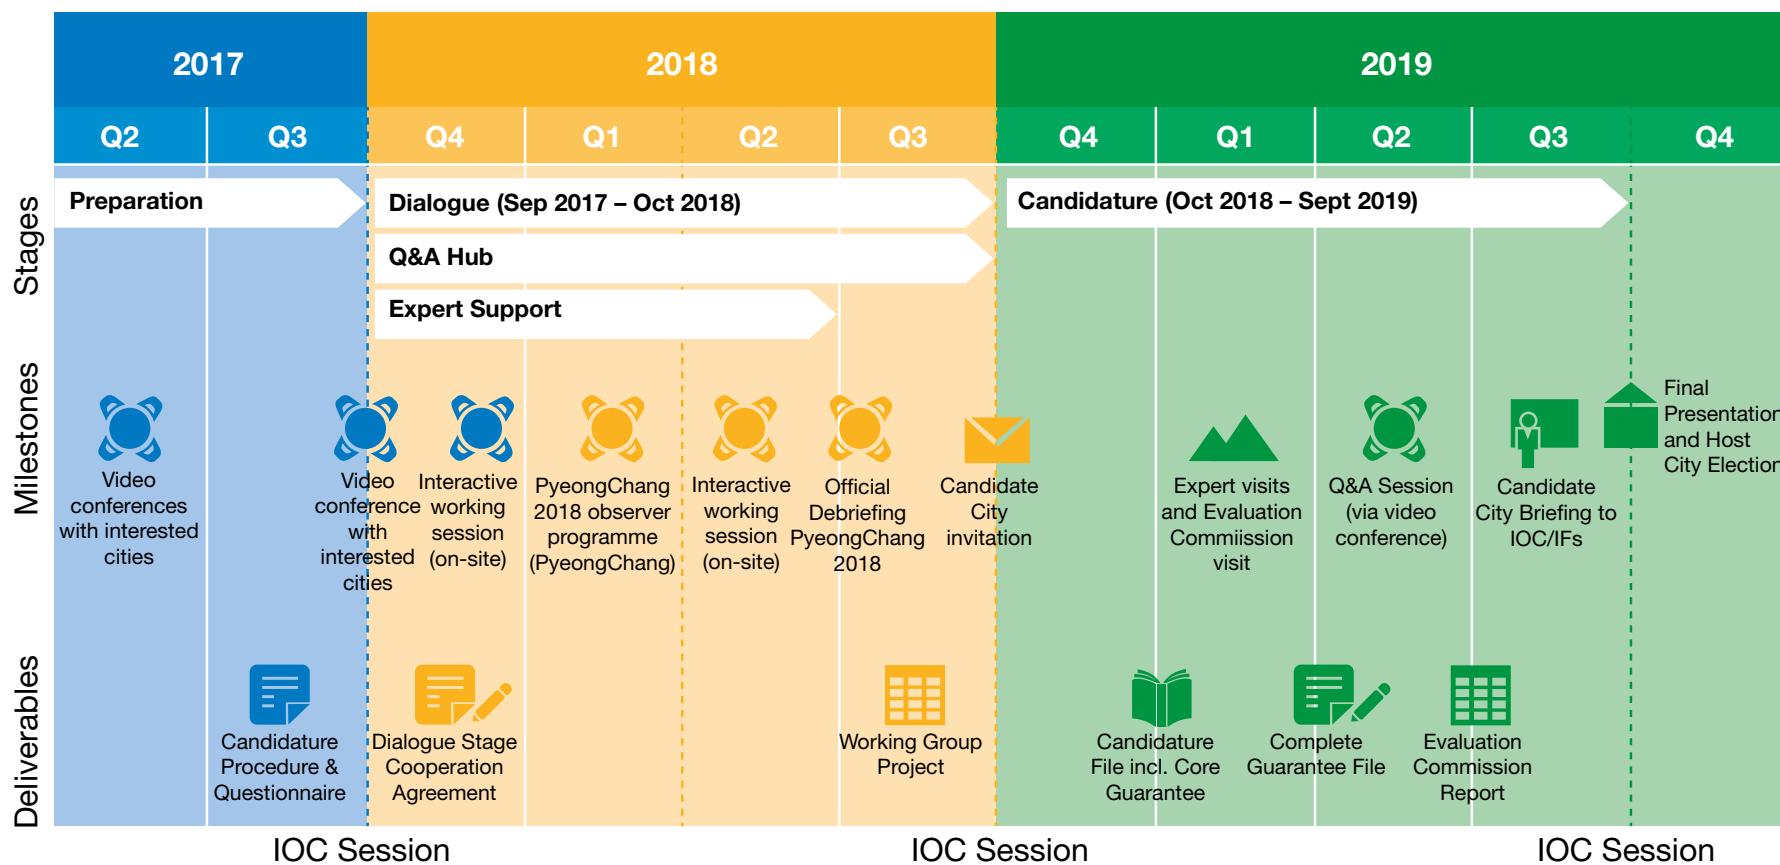 2017
2018
2019
Q2
Q3
Q4
Q1
Q2
Q3
Q4
Q1
Q2
Q3
Q4
Stages
Preparation
Dialogue (Sep 2017 – Oct 2018)
Candidature (Oct 2018 – Sept 2019)
Q&A Hub
Expert Support
Milestones
Video
conferences
with interested
cities
Video
conference
with
interested
cities
Interactive
working
session
(on-site)
PyeongChang
2018 observer
programme
(PyeongChang)
Interactive
working
session
(on-site)
Official
Debriefing
PyeongChang
2018
Candidate
City
invitation
Expert visits
and Evaluation
Commiission
visit
Q&A Session
(via video
conference)
Candidate
City Briefing to
IOC/IFs
Final
Presentation
and Host
City Election
Deliverables
Candidature
Procedure &
Questionnaire
Dialogue Stage
Cooperation
Agreement
Working Group
Project
Candidature
File incl. Core
Guarantee
Complete
Guarantee File
Evaluation
Commission
Report
IOC Session
IOC Session
IOC Session